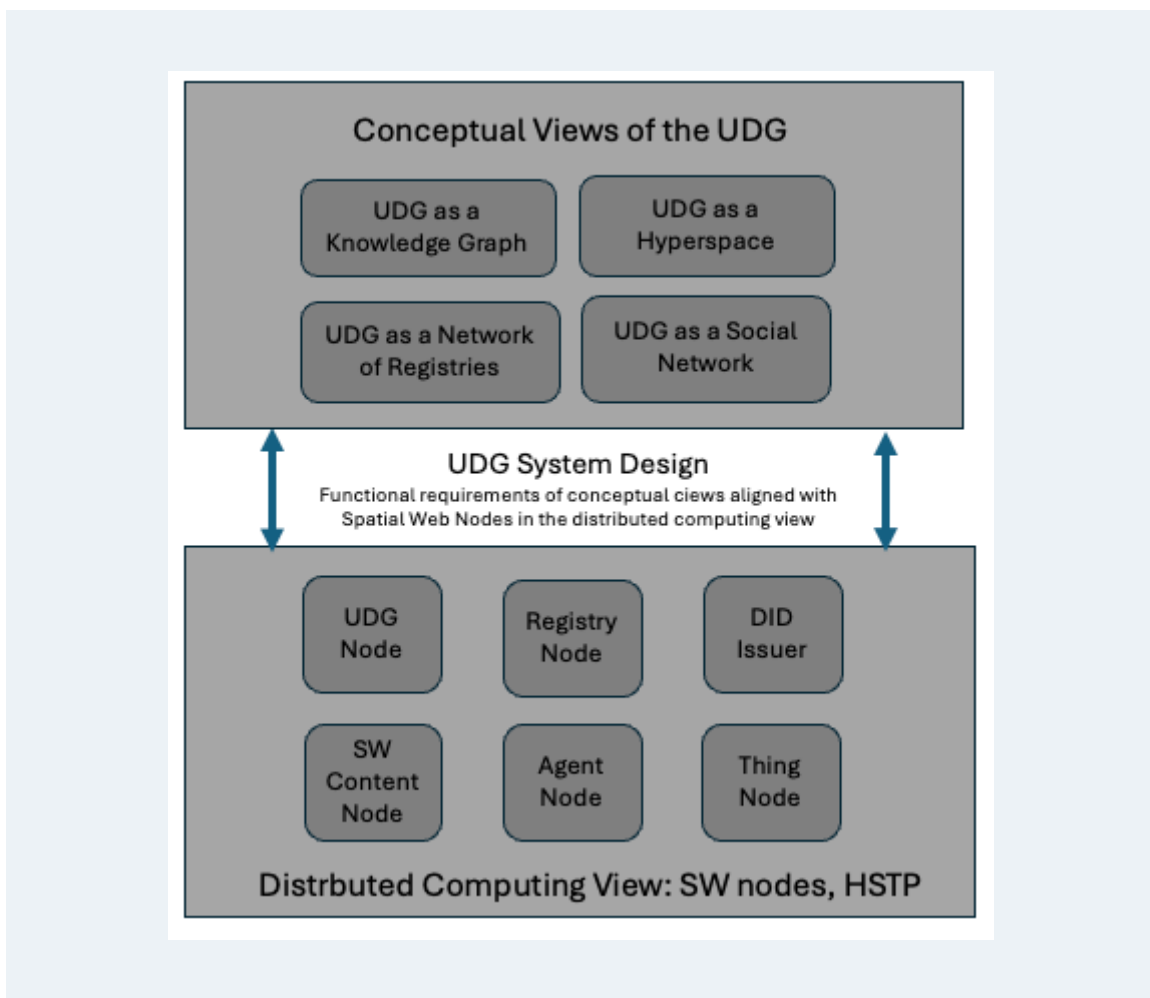 Conceptual Views of the UDG
UDG as a
Knowledge Graph
UDG as a
Hyperspace
UDG as a Network
of Registries
UDG as a Social
Network
UDG System Design
Functional requirements of conceptual ciews aligned with
Spatial Web Nodes in the distributed computing view
UDG
Node
Registry
Node
DID
Issuer
SW
Content
Node
Agent
Node
Thing
Node
Distrbuted Computing View: SW nodes, HSTP